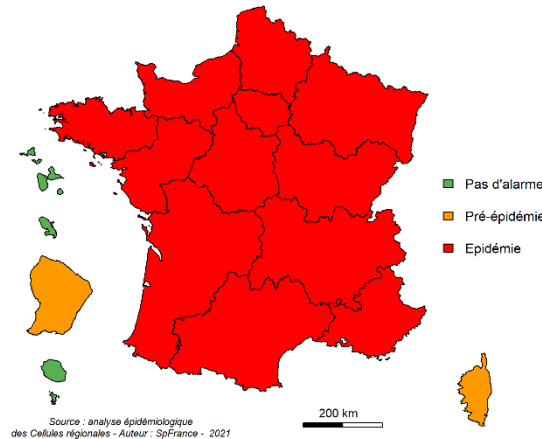 Pas d'alarme
Pré-épidémie
Epidémie
Source : analyse épidémiologique
des Cellules régionales - Auteur : SpFrance - 2021
200 km